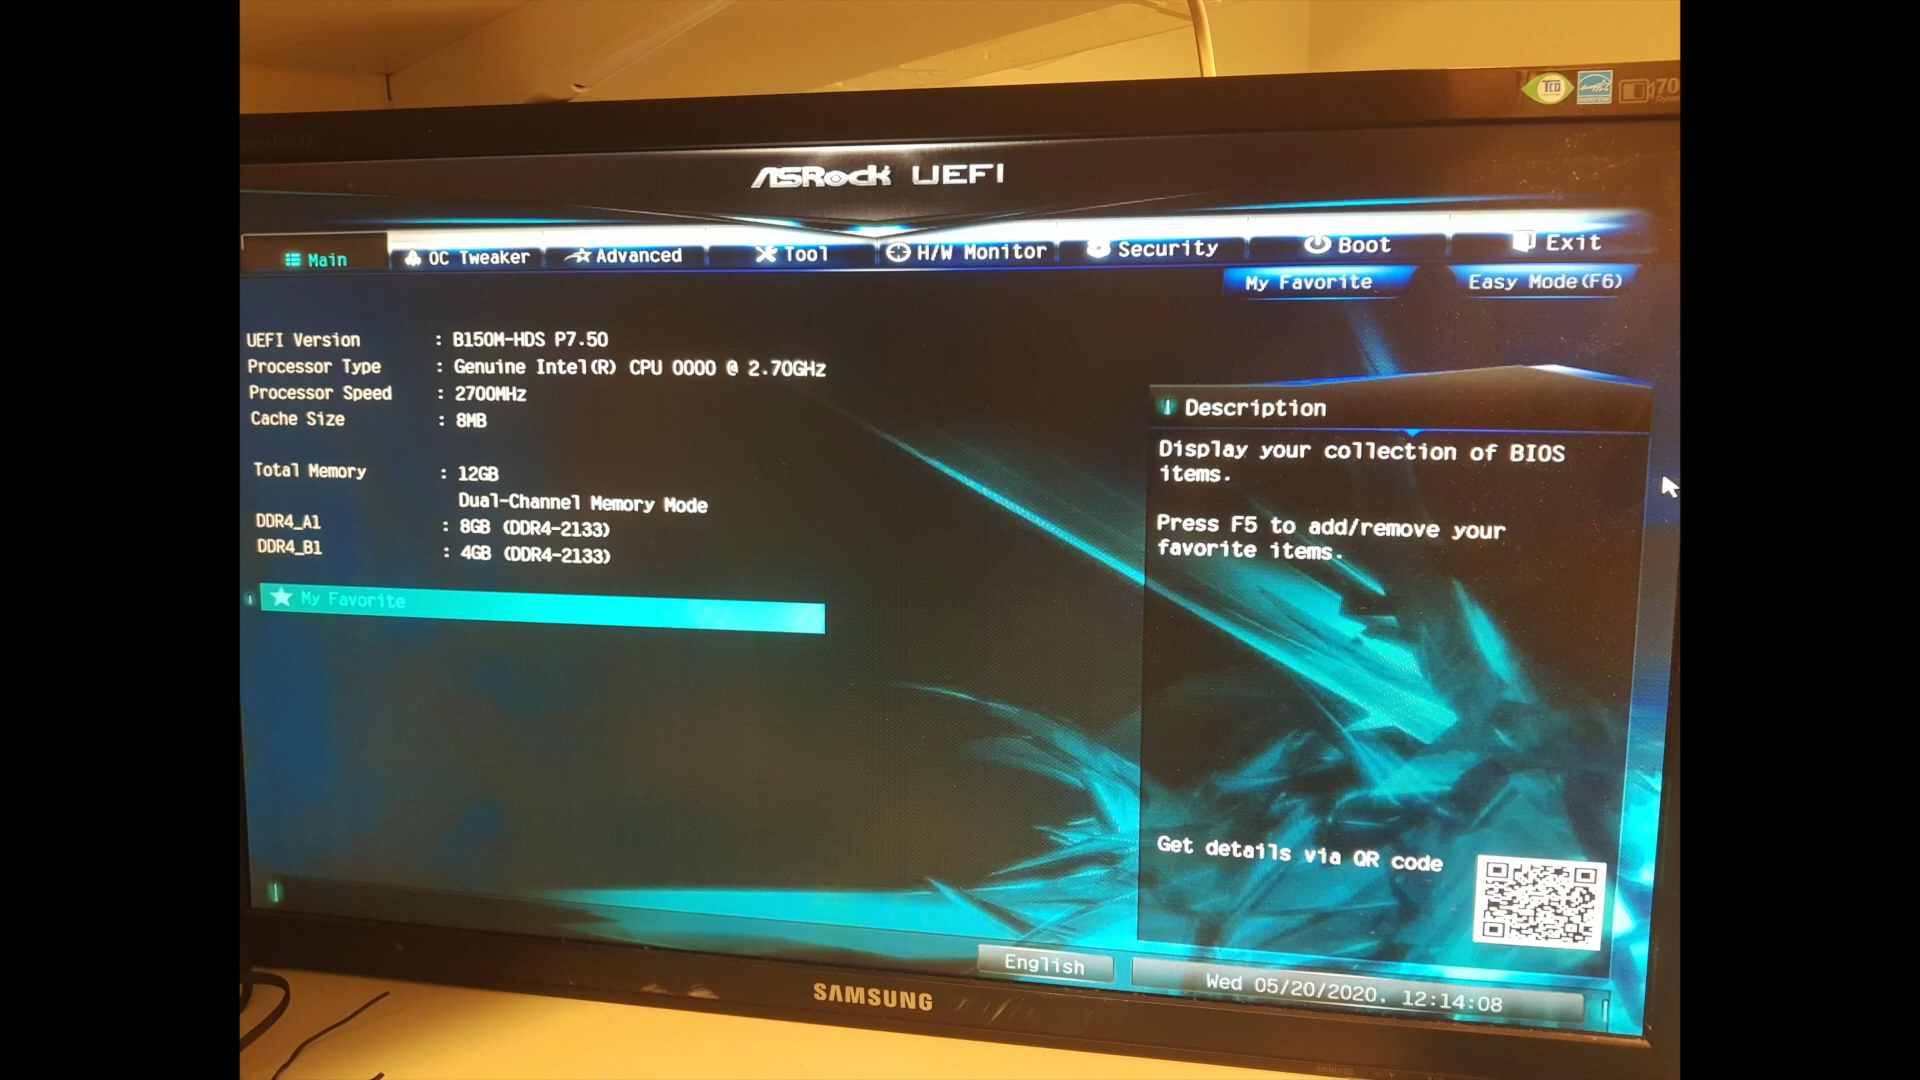 TCO
70
ASRock UEFI
Main
OC Tweaker
Advanced
Tool
H/W Monitor
Security
Boot
Exit
My Favorite
Easy Mode(F6)
UEFI Version : B150M-HDS P7.50
Processor Type : Genuine Intel(R) CPU 0000 @ 2.70GHz
Processor Speed : 2700MHz
Cache Size : 8MB
Total Memory : 12GB
Dual-Channel Memory Mode
DDR4_A1 : 8GB (DDR4-2133)
DDR4_B1 : 4GB (DDR4-2133)
My Favorite
Description
Display your collection of BIOS
items.
Press F5 to add/remove your
favorite items.
Get details via QR code
English
Wed 05/20/2020, 12:14:08
SAMSUNG